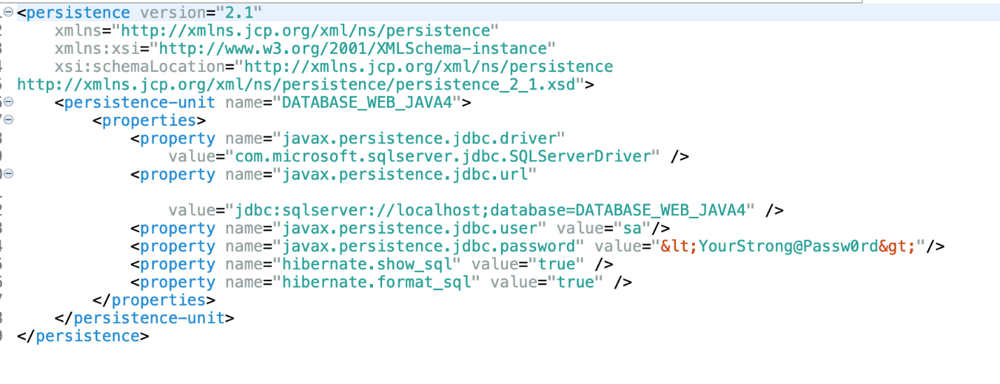 <persistence version="2.1"
xmlns="http://xmlns.jcp.org/xml/ns/persistence"
xmlns:xsi="http://www.w3.org/2001/XMLSchema-instance"
xsi:schemaLocation="http://xmlns.jcp.org/xml/ns/persistence
http://xmlns.jcp.org/xml/ns/persistence/persistence_2_1.xsd">
<persistence-unit name="DATABASE_WEB_JAVA4">
<properties>
<property name="javax.persistence.jdbc.driver"
value="com.microsoft.sqlserver.jdbc.SQLServerDriver" />
<property name="javax.persistence.jdbc.url"
value="jdbc:sqlserver://localhost;database=DATABASE_WEB_JAVA4" />
<property name="javax.persistence.jdbc.user" value="sa"/>
<property name="javax.persistence.jdbc.password" value="&lt;YourStrong@Passw0rd&gt;"/>
<property name="hibernate.show_sql" value="true" />
<property name="hibernate.format_sql" value="true" />
</properties>
</persistence-unit>
</persistence>